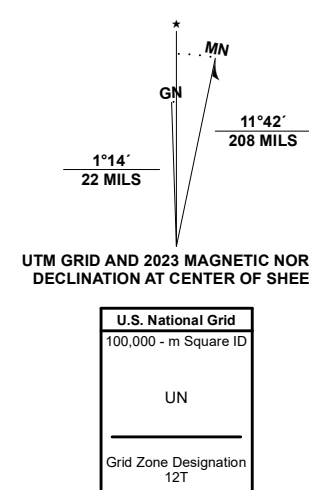 ★
MN
GN
11°42´
208 MILS
1°14´
22 MILS
UTM GRID AND 2023 MAGNETIC NOR
DECLINATION AT CENTER OF SHEE
U.S. National Grid
100,000 - m Square ID
UN
Grid Zone Designation
12T